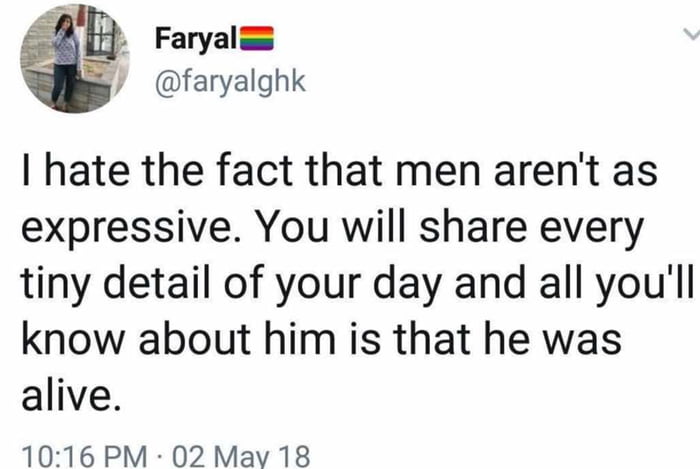 Faryal🏳️‍🌈
@faryalghk
I hate the fact that men aren't as
expressive. You will share every
tiny detail of your day and all you'll
know about him is that he was
alive.
10:16 PM · 02 May 18